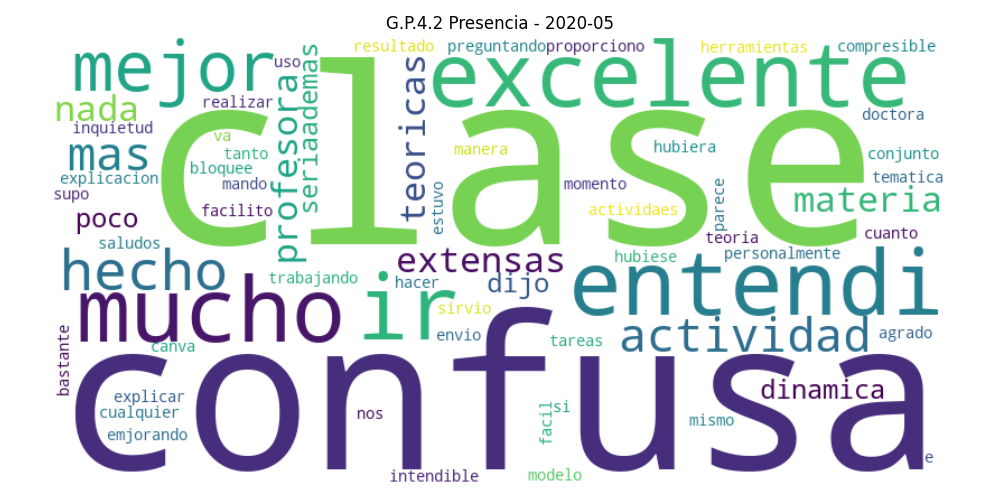 G.P.4.2 Presencia - 2020-05
resultado preguntando proporciono herramientas compresible
mejor uso seriaademas teoricas clase excelente
nada realizar profesora doctora
inquietud va
mas tanto manera hubiera conjunto
explicacion bloquee tematica
supo mando estuvo momento parece materia
poco facilito actividaes
saludos teoria cuanto
hecho extensas hubiese personalmente
trabajando hacer dijo entendi
mucho ir sirvio
envio tareas actividad agrado
bastante canva
confusa
explicar dinamica
cualquier nos facil si mismo
emjorando
intendible modelo e